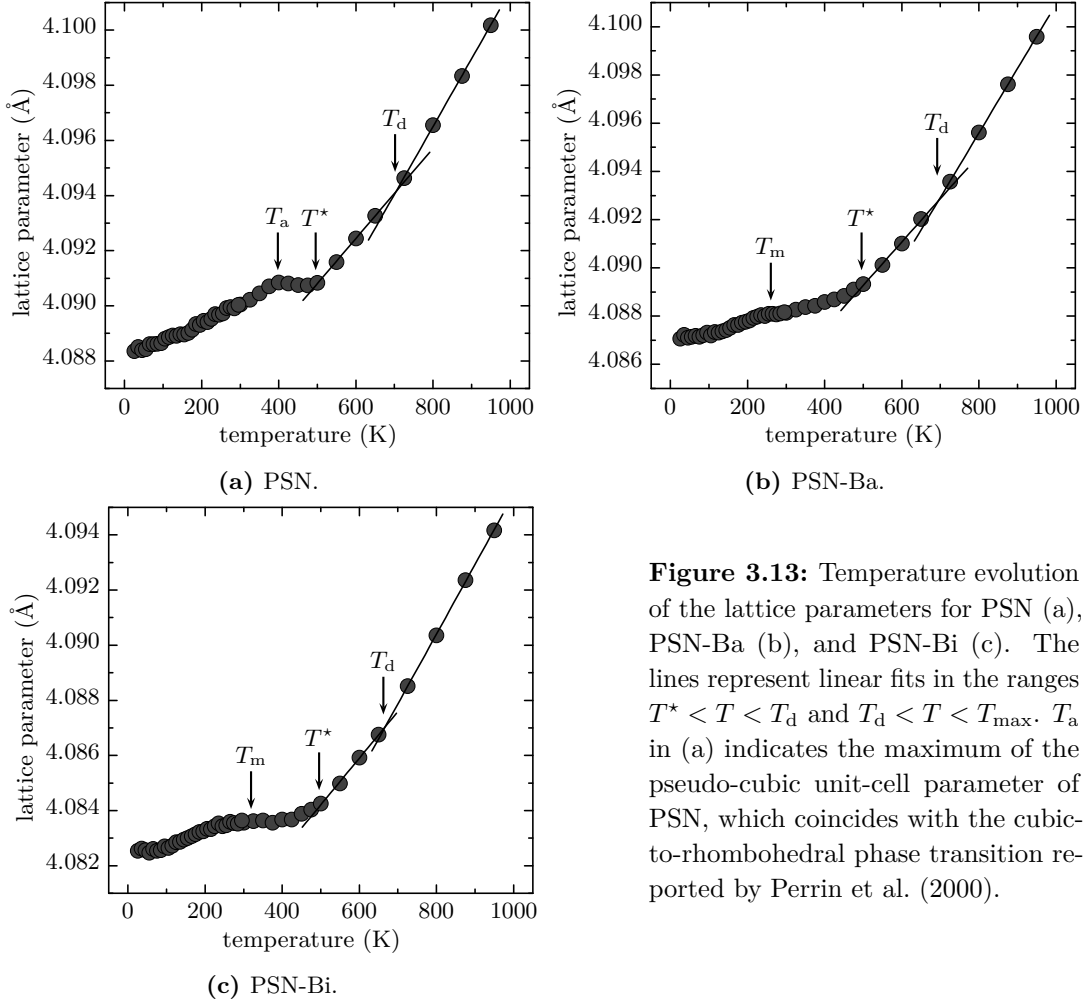 4.100
4.098
4.096
4.094
4.092
4.090
4.088
lattice parameter (Å)
T_d
T_a
T⋆
0 200 400 600 800 1000
temperature (K)
(a) PSN.
4.100
4.098
4.096
4.094
4.092
4.090
4.088
4.086
lattice parameter (Å)
T_d
T⋆
T_m
0 200 400 600 800 1000
temperature (K)
(b) PSN-Ba.
4.094
4.092
4.090
4.088
4.086
4.084
4.082
lattice parameter (Å)
T_d
T⋆
T_m
0 200 400 600 800 1000
temperature (K)
(c) PSN-Bi.
Figure 3.13: Temperature evolution
of the lattice parameters for PSN (a),
PSN-Ba (b), and PSN-Bi (c). The
lines represent linear fits in the ranges
T⋆ < T < T_d and T_d < T < T_max. T_a
in (a) indicates the maximum of the
pseudo-cubic unit-cell parameter of
PSN, which coincides with the cubic-
to-rhombohedral phase transition re-
ported by Perrin et al. (2000).